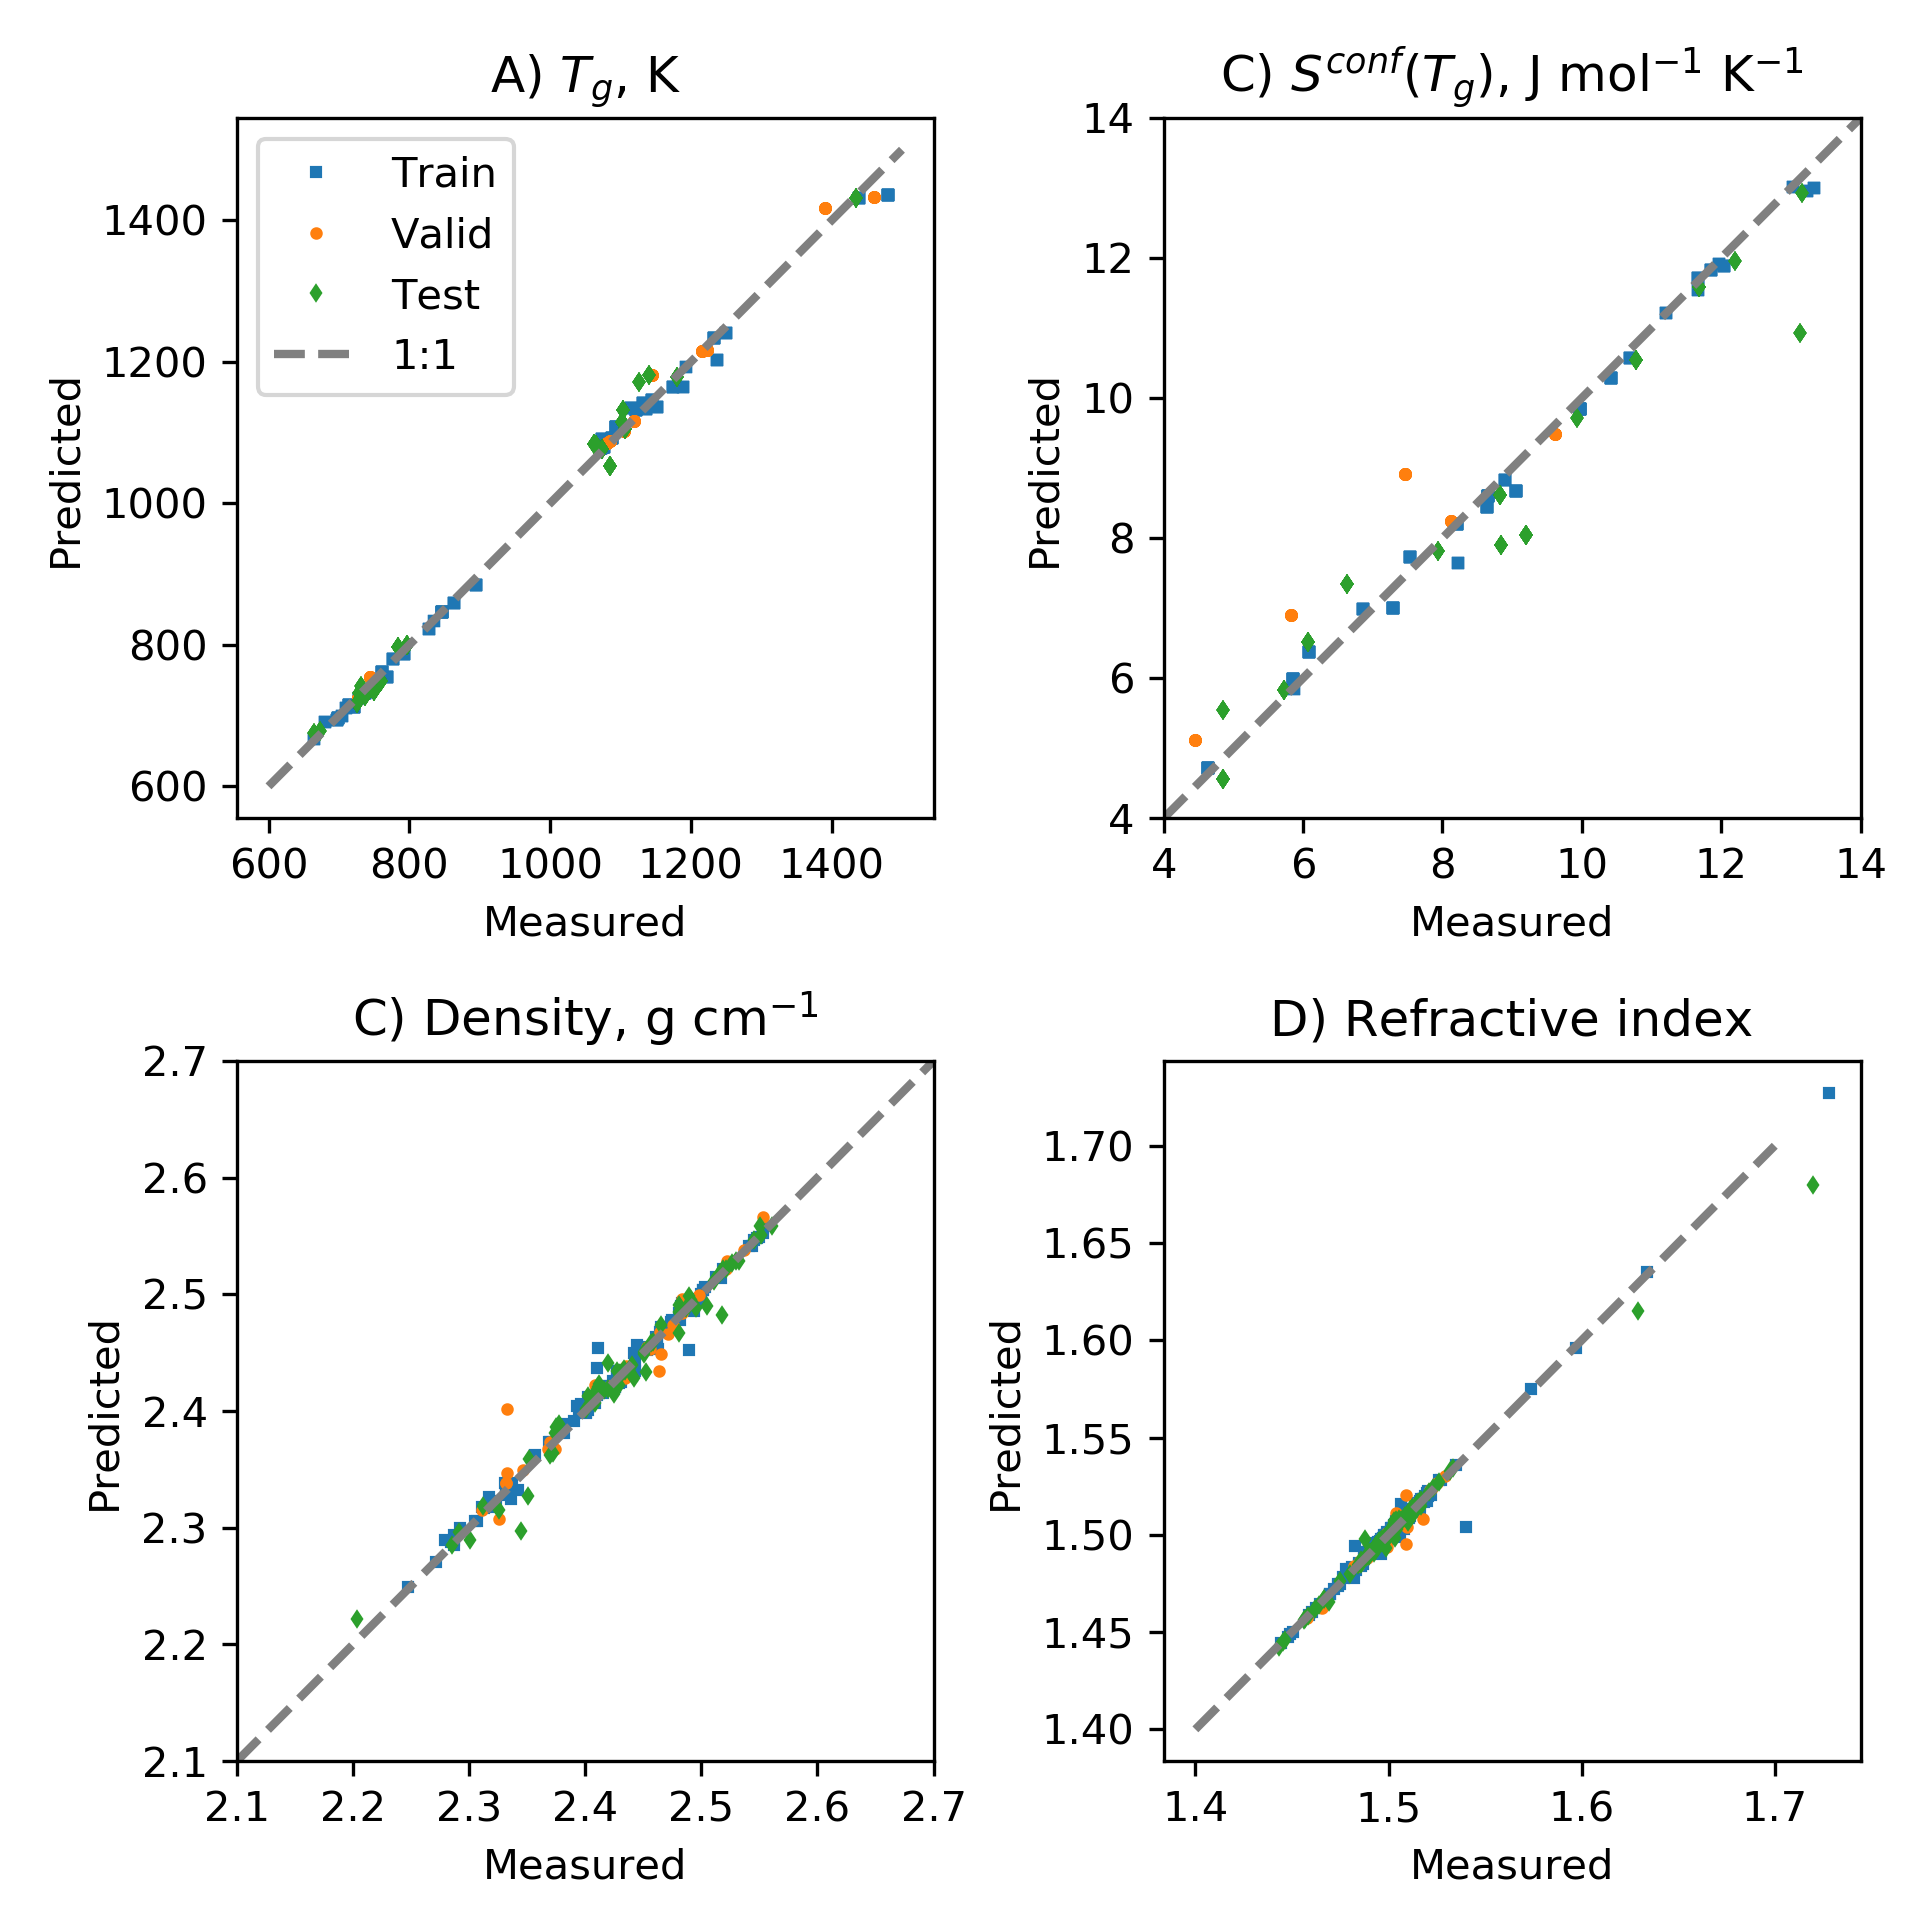 A) T_g, K
1400
1200
1000
800
600
Predicted
600 800 1000 1200 1400
Measured
Train
Valid
Test
1:1
C) S^{conf}(T_g), J mol⁻¹ K⁻¹
14
12
10
8
6
4
Predicted
4 6 8 10 12 14
Measured
C) Density, g cm⁻¹
2.7
2.6
2.5
2.4
2.3
2.2
2.1
Predicted
2.1 2.2 2.3 2.4 2.5 2.6 2.7
Measured
D) Refractive index
1.70
1.65
1.60
1.55
1.50
1.45
1.40
Predicted
1.4 1.5 1.6 1.7
Measured